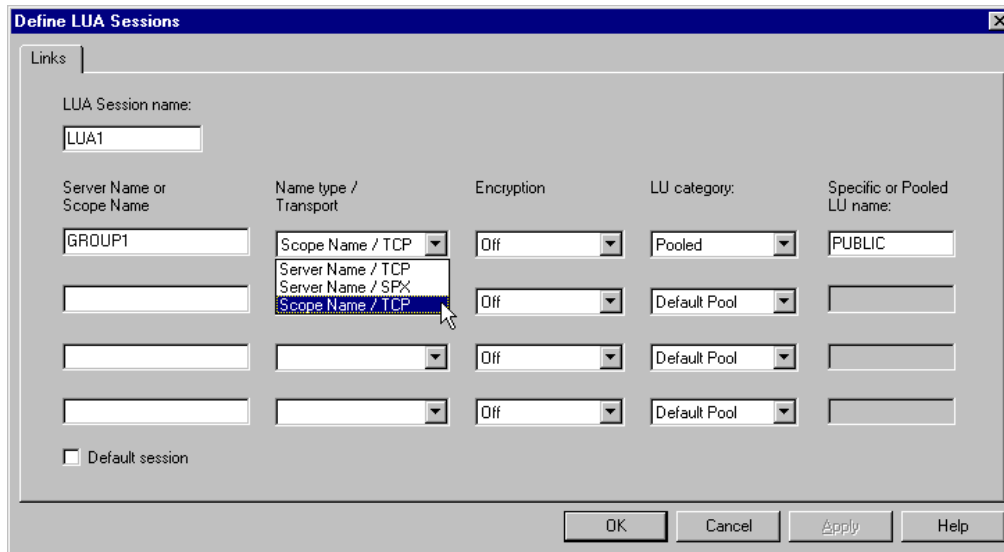 Define LUA Sessions
Links
LUA Session name:
LUA1
Server Name or Scope Name
Name type / Transport
Encryption
LU category:
Specific or Pooled LU name:
GROUP1
Scope Name / TCP
Off
Pooled
PUBLIC
Server Name / TCP
Server Name / SPX
Scope Name / TCP
Off
Default Pool
Off
Default Pool
Off
Default Pool
Default session
OK
Cancel
Apply
Help